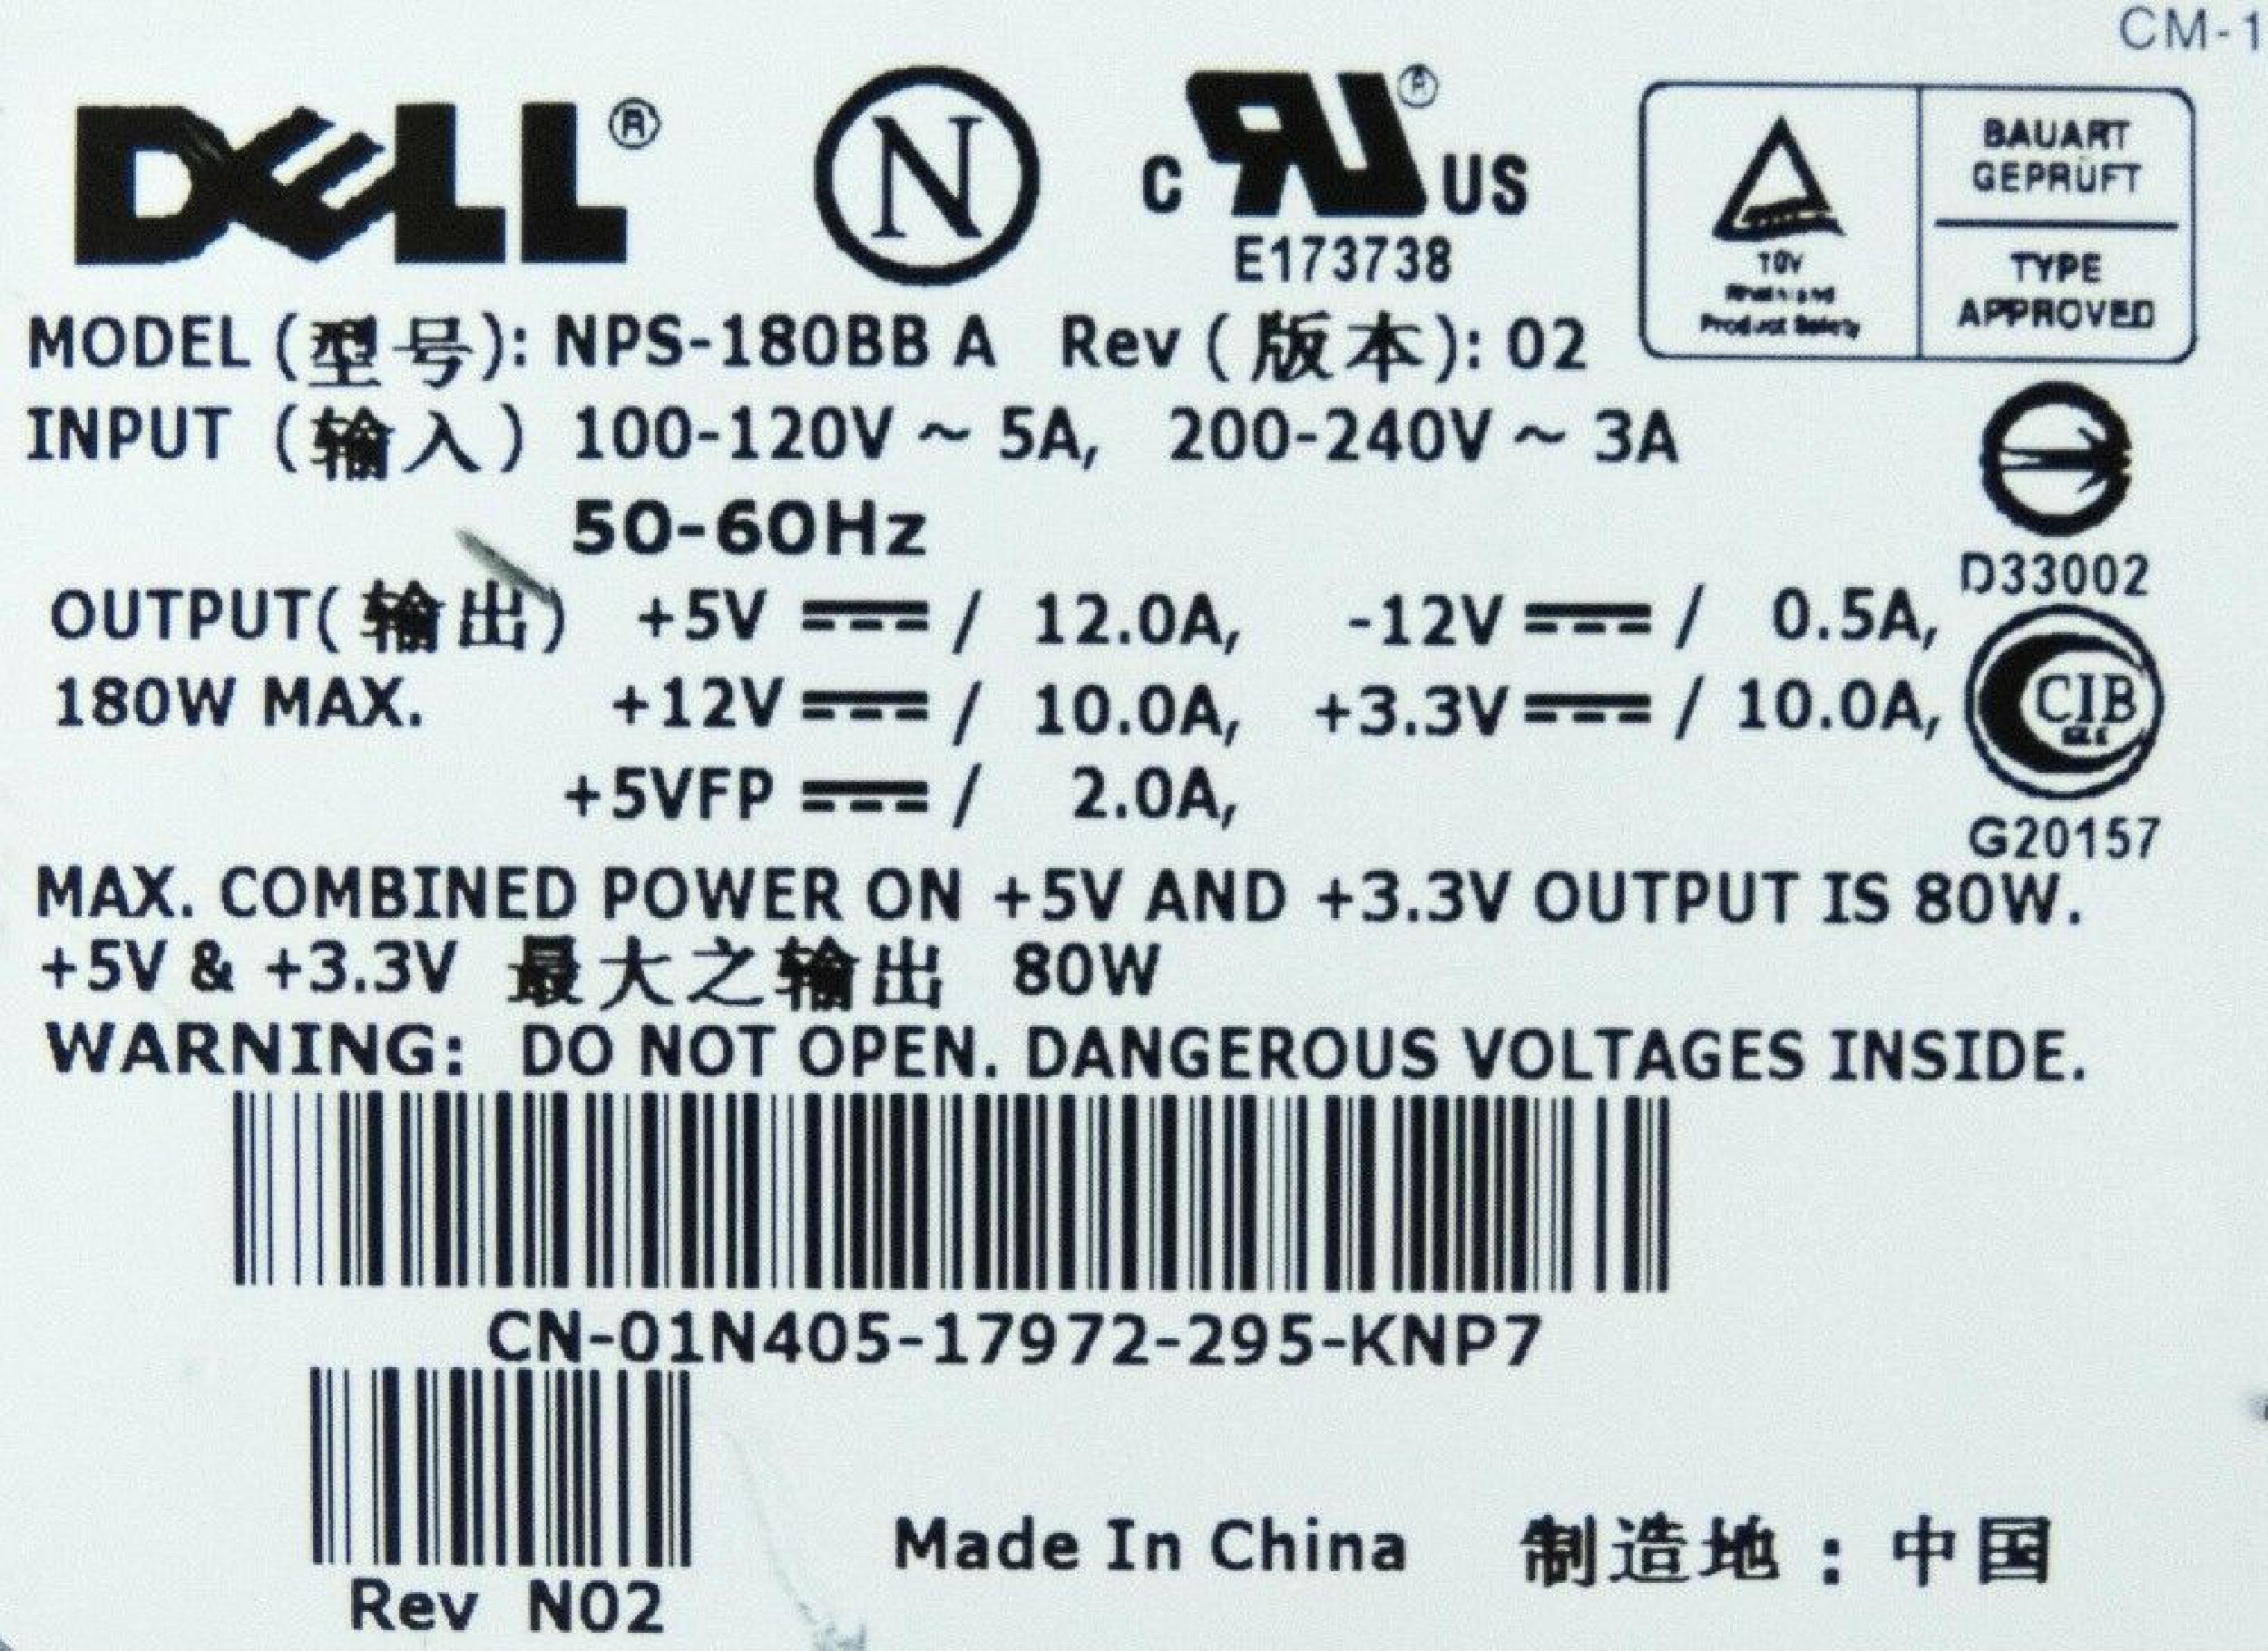 CM-1
DELL®
N
C RU® US
E173738
BAUART
GEPRÜFT
TÜV
Rheinland
Product Safety
TYPE
APPROVED
MODEL (型号): NPS-180BB A Rev (版本): 02
INPUT (输入) 100-120V ~ 5A, 200-240V ~ 3A
50-60Hz
D33002
OUTPUT(输出) +5V ⎓ / 12.0A, -12V ⎓ / 0.5A,
180W MAX. +12V ⎓ / 10.0A, +3.3V ⎓ / 10.0A,
+5VFP ⎓ / 2.0A,
CIB
G20157
MAX. COMBINED POWER ON +5V AND +3.3V OUTPUT IS 80W.
+5V & +3.3V 最大之输出 80W
WARNING: DO NOT OPEN. DANGEROUS VOLTAGES INSIDE.
CN-01N405-17972-295-KNP7
Rev N02
Made In China 制造地：中国